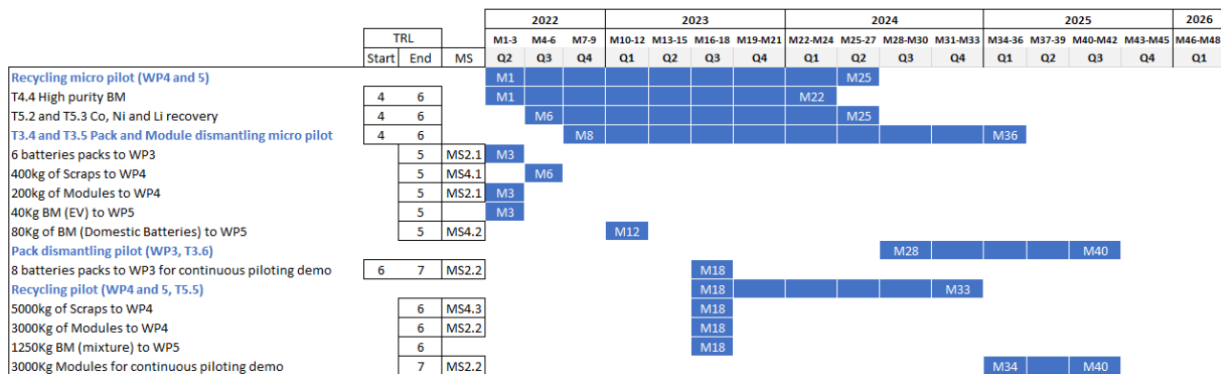 2022 2023 2024 2025 2026
TRL M1-3 M4-6 M7-9 M10-12 M13-15 M16-18 M19-M21 M22-M24 M25-27 M28-M30 M31-M33 M34-36 M37-39 M40-M42 M43-M45 M46-M48
Start End MS Q2 Q3 Q4 Q1 Q2 Q3 Q4 Q1 Q2 Q3 Q4 Q1 Q2 Q3 Q4 Q1
Recycling micro pilot (WP4 and 5) M1 M25
T4.4 High purity BM 4 6 M1 M22
T5.2 and T5.3 Co, Ni and Li recovery 4 6 M6 M25
T3.4 and T3.5 Pack and Module dismantling micro pilot 4 6 M8 M36
6 batteries packs to WP3 5 MS2.1 M3
400kg of Scraps to WP4 5 MS4.1 M6
200kg of Modules to WP4 5 MS2.1 M3
40Kg BM (EV) to WP5 5 M3
80Kg of BM (Domestic Batteries) to WP5 5 MS4.2 M12
Pack dismantling pilot (WP3, T3.6) M28 M40
8 batteries packs to WP3 for continuous piloting demo 6 7 MS2.2 M18
Recycling pilot (WP4 and 5, T5.5) M18 M33
5000kg of Scraps to WP4 6 MS4.3 M18
3000Kg of Modules to WP4 6 MS2.2 M18
1250Kg BM (mixture) to WP5 6 M18
3000Kg Modules for continuous piloting demo 7 MS2.2 M34 M40